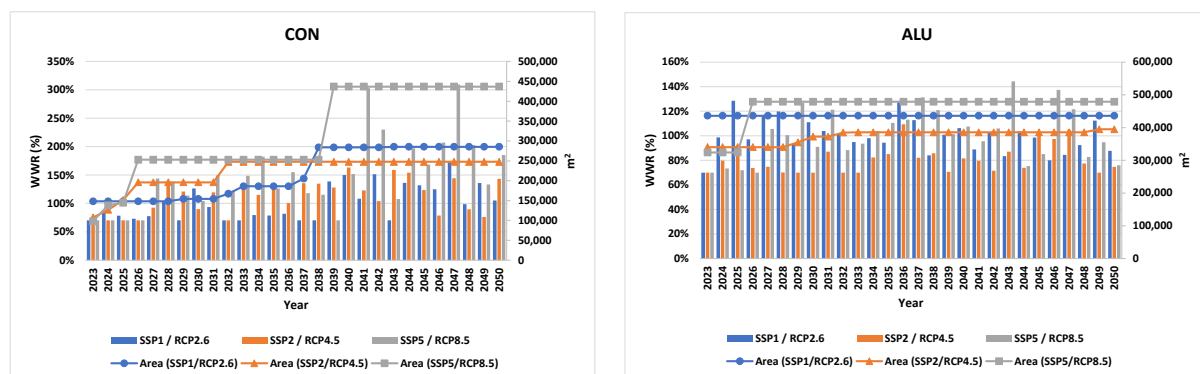 CON
350%
300%
250%
200%
150%
100%
50%
0%
WWR (%)
500,000
450,000
400,000
350,000
300,000
250,000
200,000
150,000
100,000
50,000
0
m²
2023 2024 2025 2026 2027 2028 2029 2030 2031 2032 2033 2034 2035 2036 2037 2038 2039 2040 2041 2042 2043 2044 2045 2046 2047 2048 2049 2050
Year
SSP1 / RCP2.6 SSP2 / RCP4.5 SSP5 / RCP8.5
Area (SSP1/RCP2.6) Area (SSP2/RCP4.5) Area (SSP5/RCP8.5)
ALU
160%
140%
120%
100%
80%
60%
40%
20%
0%
WWR (%)
600,000
500,000
400,000
300,000
200,000
100,000
0
m²
2023 2024 2025 2026 2027 2028 2029 2030 2031 2032 2033 2034 2035 2036 2037 2038 2039 2040 2041 2042 2043 2044 2045 2046 2047 2048 2049 2050
Year
SSP1 / RCP2.6 SSP2 / RCP4.5 SSP5 / RCP8.5
Area (SSP1/RCP2.6) Area (SSP2/RCP4.5) Area (SSP5/RCP8.5)